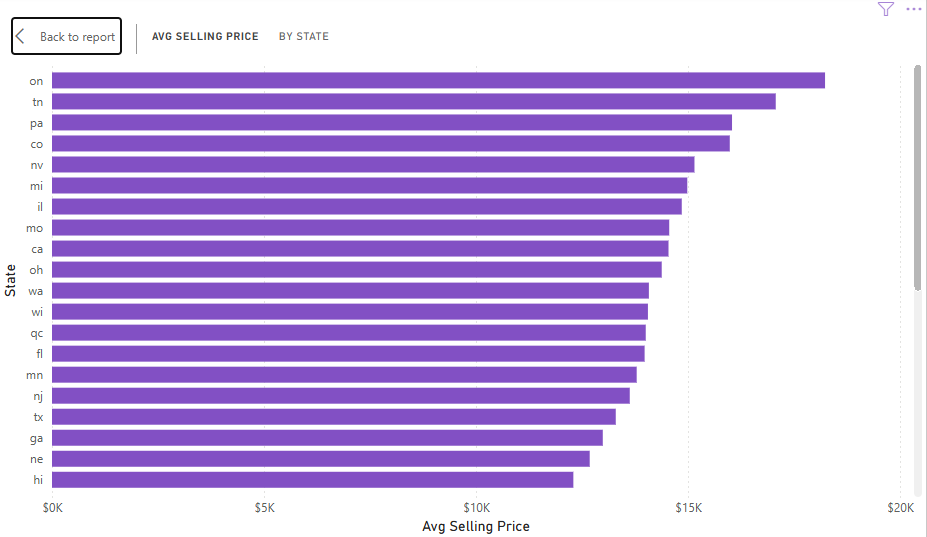 Back to report
AVG SELLING PRICE BY STATE
on
tn
pa
co
nv
mi
il
mo
ca
oh
wa
wi
qc
fl
mn
nj
tx
ga
ne
hi
State
$0K $5K $10K $15K $20K
Avg Selling Price